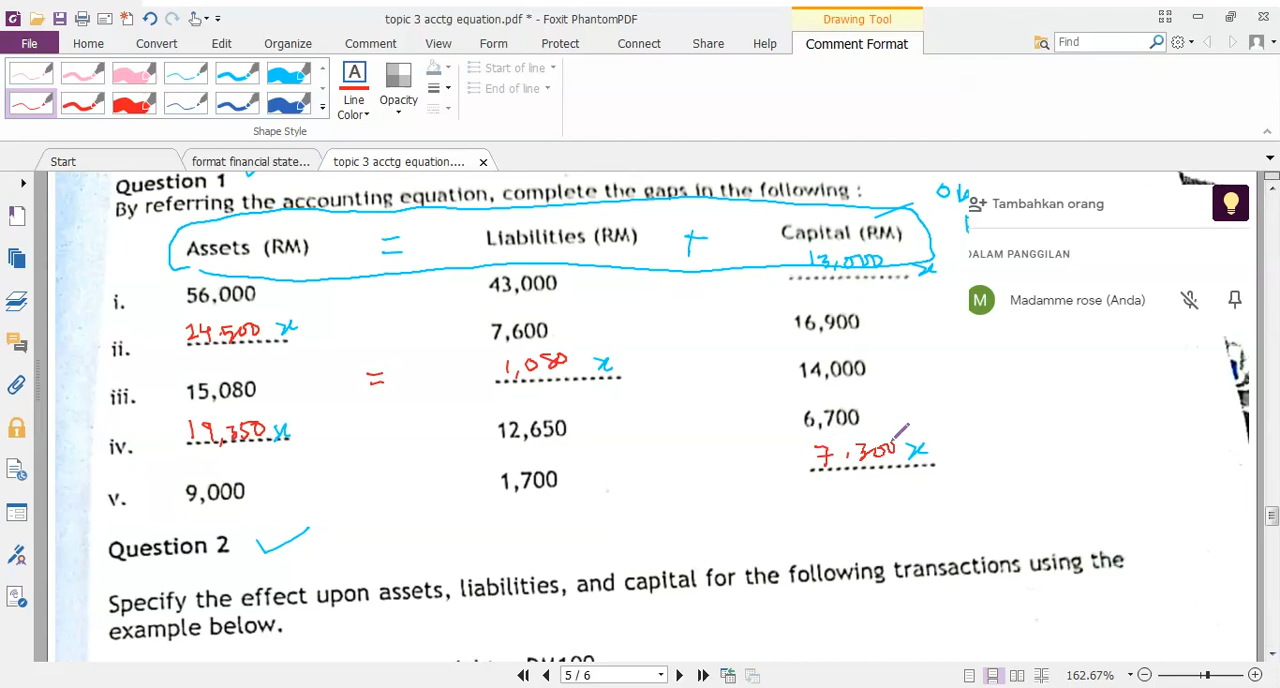 topic 3 acctg equation.pdf * - Foxit PhantomPDF
Drawing Tool
File Home Convert Edit Organize Comment View Form Protect Connect Share Help Comment Format
Find
A
Line Color
Opacity
Start of line
End of line
Shape Style
Start
format financial state...
topic 3 acctg equation....
Question 1
By referring the accounting equation, complete the gaps in the following :
Assets (RM) = Liabilities (RM) + Capital (RM)
i. 56,000 43,000 13,000 x
ii. 24,500 x 7,600 16,900
iii. 15,080 = 1,080 x 14,000
iv. 19,350 x 12,650 6,700
v. 9,000 1,700 7.300 x
Tambahkan orang
DALAM PANGGILAN
M
Madamme rose (Anda)
Question 2
Specify the effect upon assets, liabilities, and capital for the following transactions using the
example below.
5 / 6
162.67%